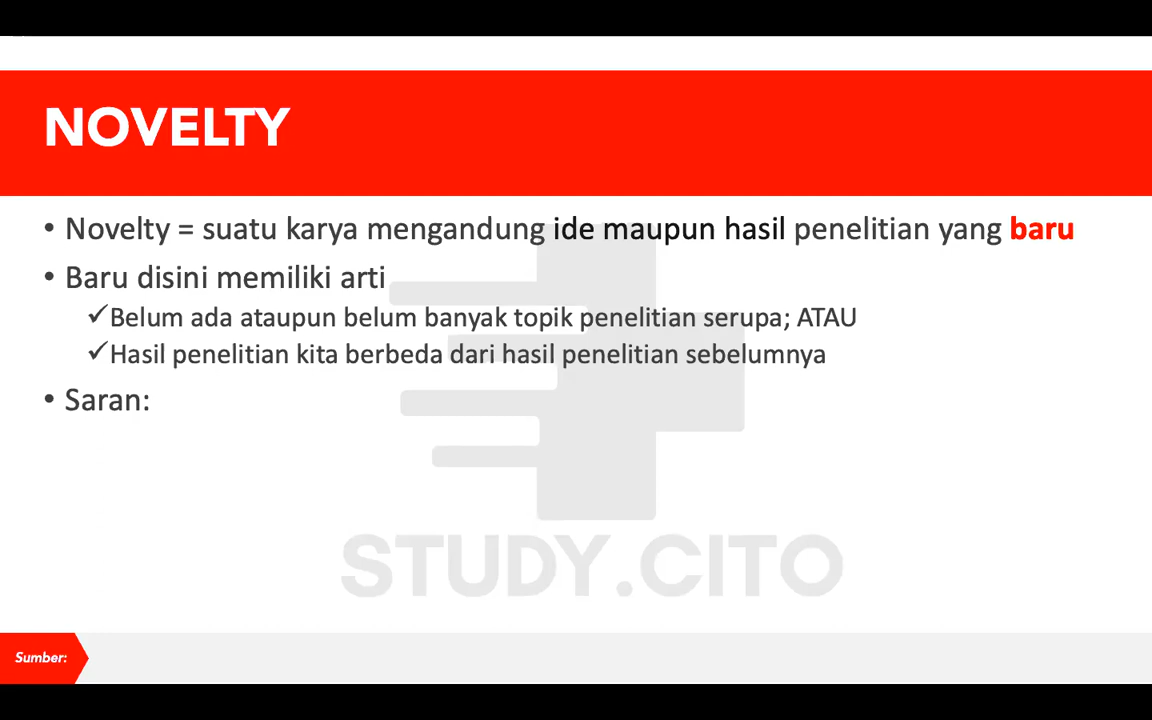 NOVELTY
• Novelty = suatu karya mengandung ide maupun hasil penelitian yang baru
• Baru disini memiliki arti
✓Belum ada ataupun belum banyak topik penelitian serupa; ATAU
✓Hasil penelitian kita berbeda dari hasil penelitian sebelumnya
• Saran:
STUDY.CITO
Sumber: